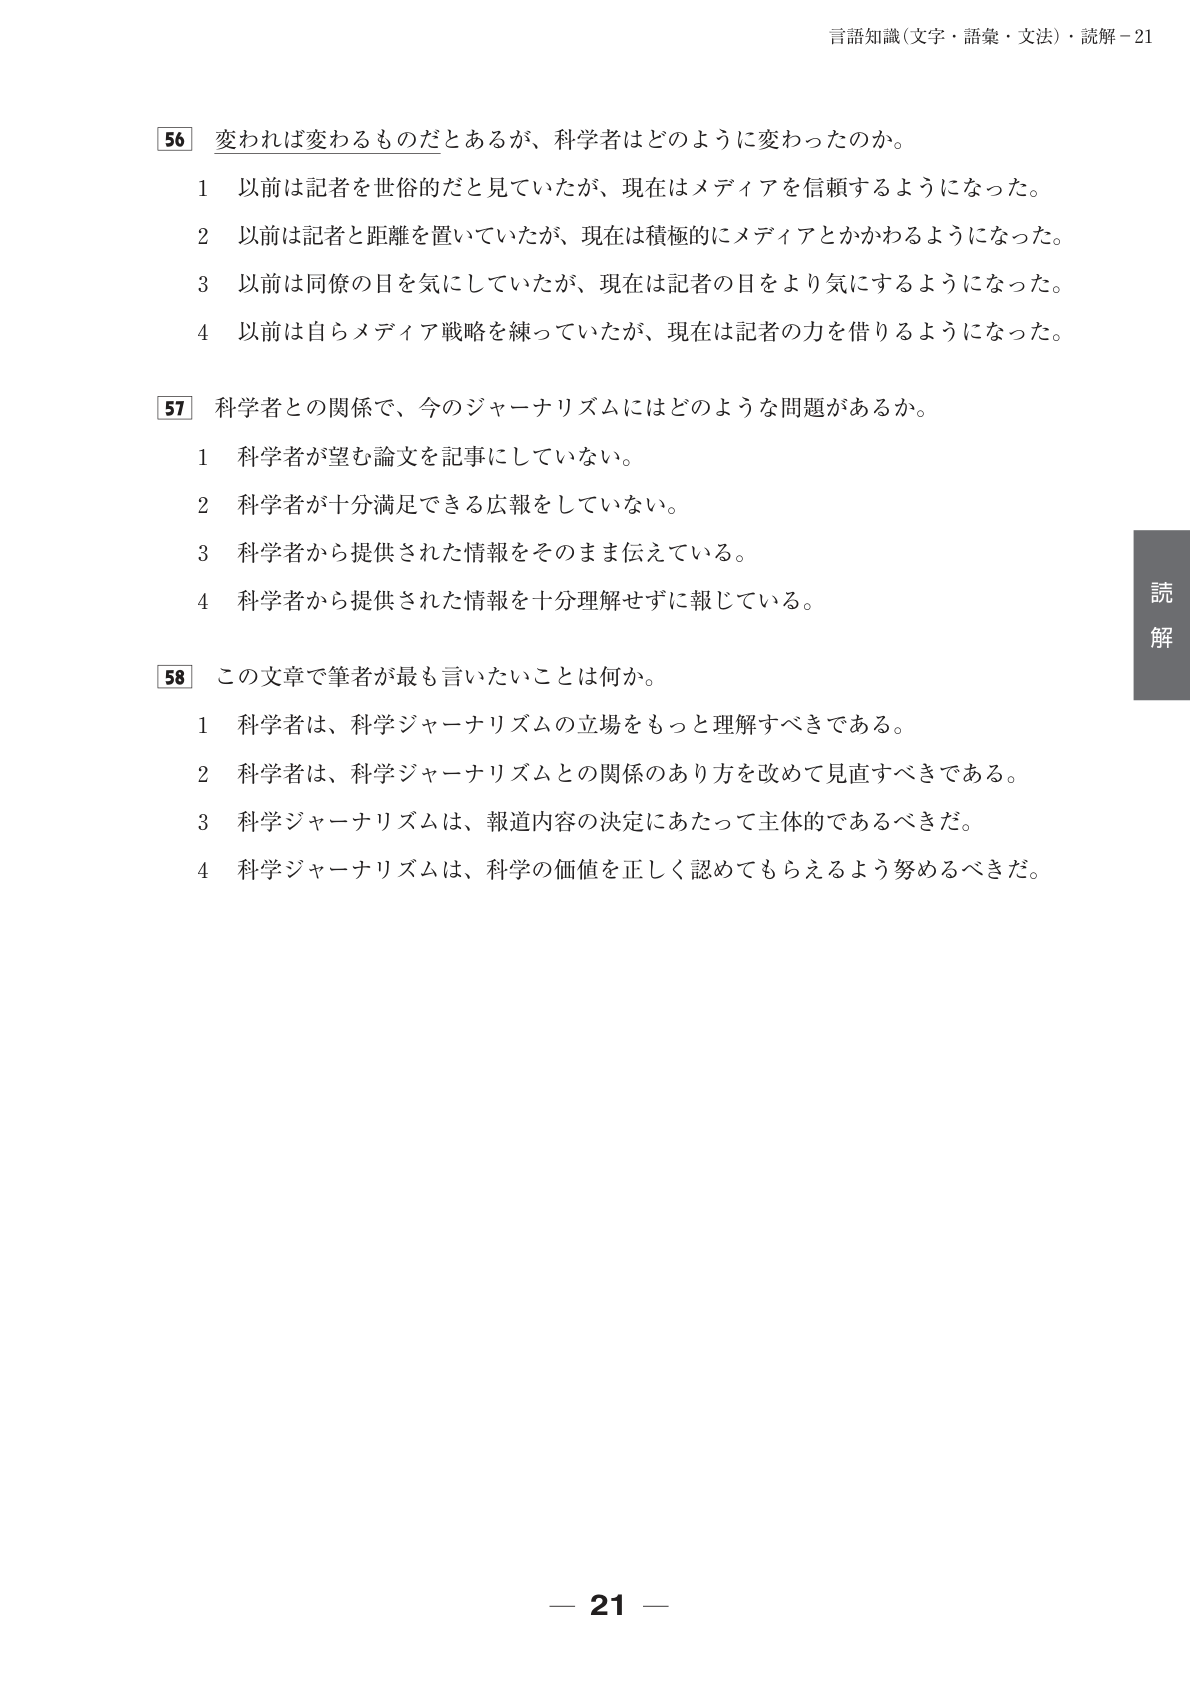 言語知識(文字・語彙・文法)・読解－21
56 変われば変わるものだとあるが、科学者はどのように変わったのか。
1 以前は記者を世俗的だと見ていたが、現在はメディアを信頼するようになった。
2 以前は記者と距離を置いていたが、現在は積極的にメディアとかかわるようになった。
3 以前は同僚の目を気にしていたが、現在は記者の目をより気にするようになった。
4 以前は自らメディア戦略を練っていたが、現在は記者の力を借りるようになった。
57 科学者との関係で、今のジャーナリズムにはどのような問題があるか。
1 科学者が望む論文を記事にしていない。
2 科学者が十分満足できる広報をしていない。
3 科学者から提供された情報をそのまま伝えている。
4 科学者から提供された情報を十分理解せずに報じている。
読解
58 この文章で筆者が最も言いたいことは何か。
1 科学者は、科学ジャーナリズムの立場をもっと理解すべきである。
2 科学者は、科学ジャーナリズムとの関係のあり方を改めて見直すべきである。
3 科学ジャーナリズムは、報道内容の決定にあたって主体的であるべきだ。
4 科学ジャーナリズムは、科学の価値を正しく認めてもらえるよう努めるべきだ。
— 21 —